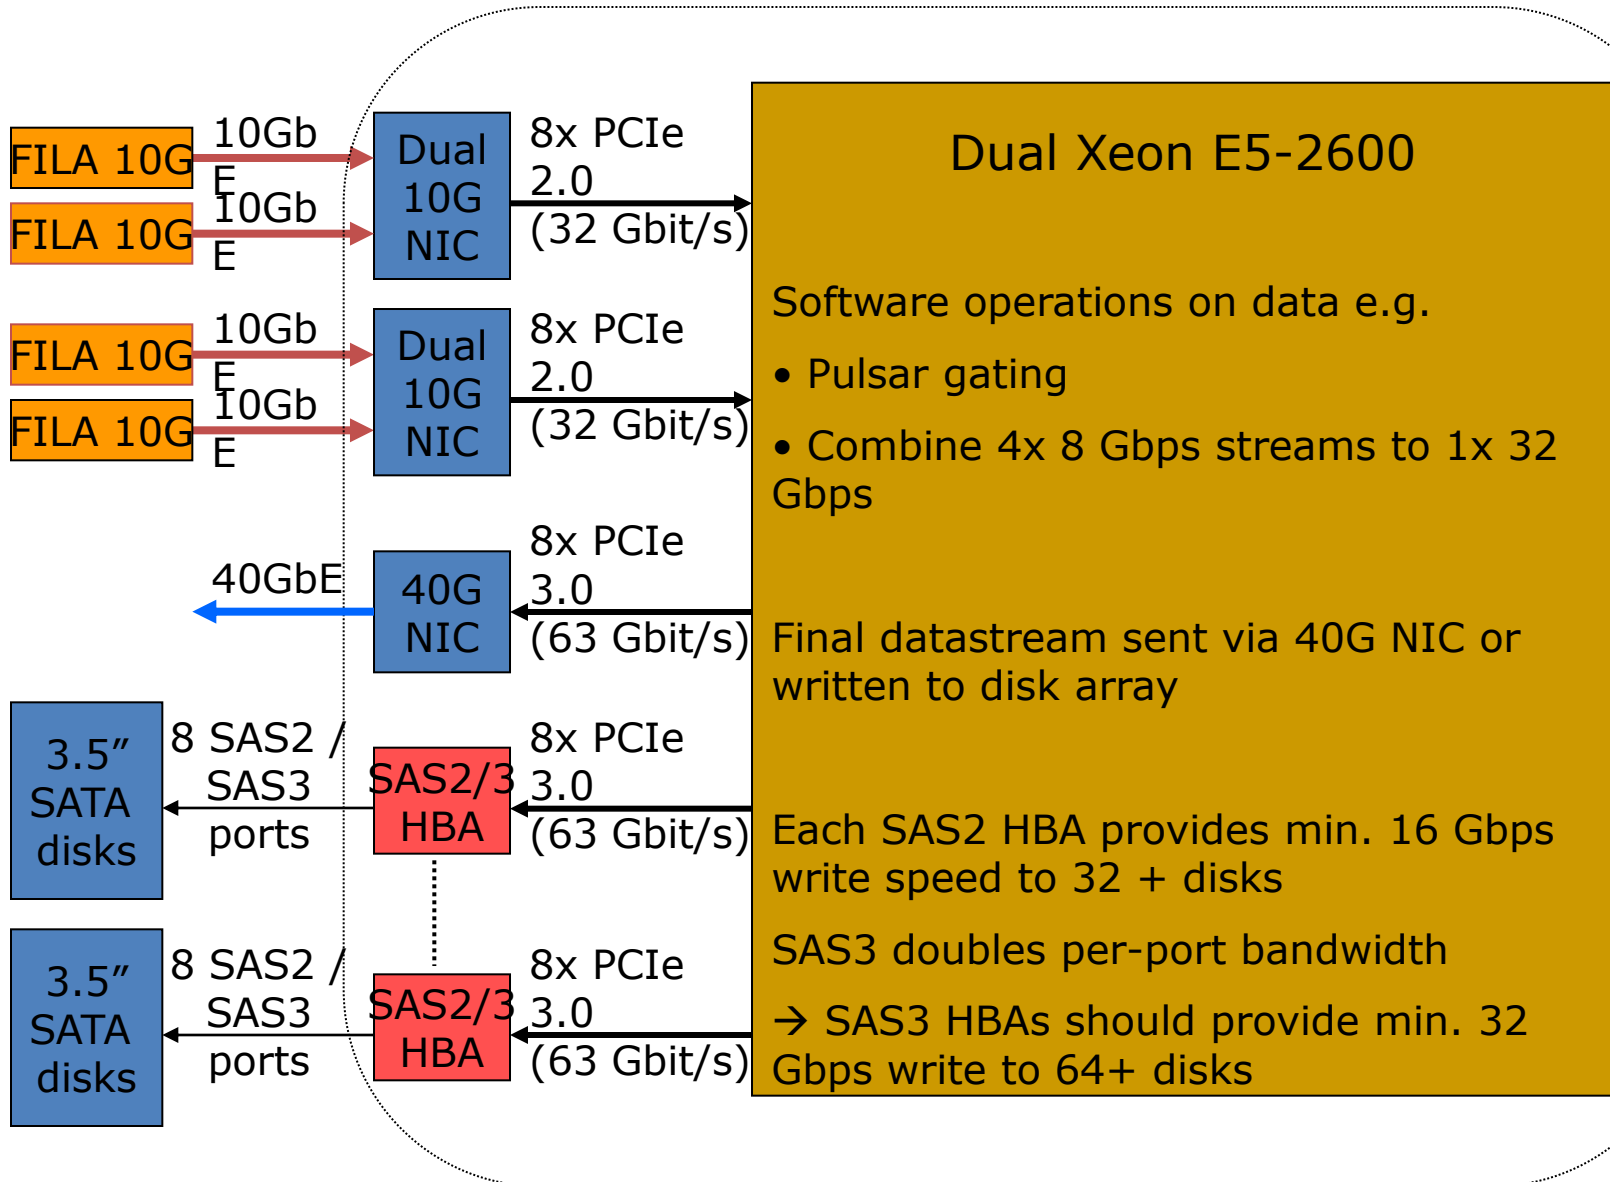 Dual Xeon E5-2600
FILA 10G
10Gb
E
FILA 10G
10Gb
E
Dual
10G
NIC
8x PCIe
2.0
(32 Gbit/s)
FILA 10G
10Gb
E
FILA 10G
10Gb
E
Dual
10G
NIC
8x PCIe
2.0
(32 Gbit/s)
40GbE
40G
NIC
8x PCIe
3.0
(63 Gbit/s)
3.5”
SATA
disks
8 SAS2 /
SAS3
ports
SAS2/3
HBA
8x PCIe
3.0
(63 Gbit/s)
3.5”
SATA
disks
8 SAS2 /
SAS3
ports
SAS2/3
HBA
8x PCIe
3.0
(63 Gbit/s)
Software operations on data e.g.
• Pulsar gating
• Combine 4x 8 Gbps streams to 1x 32
Gbps
Final datastream sent via 40G NIC or
written to disk array
Each SAS2 HBA provides min. 16 Gbps
write speed to 32 + disks
SAS3 doubles per-port bandwidth
→ SAS3 HBAs should provide min. 32
Gbps write to 64+ disks